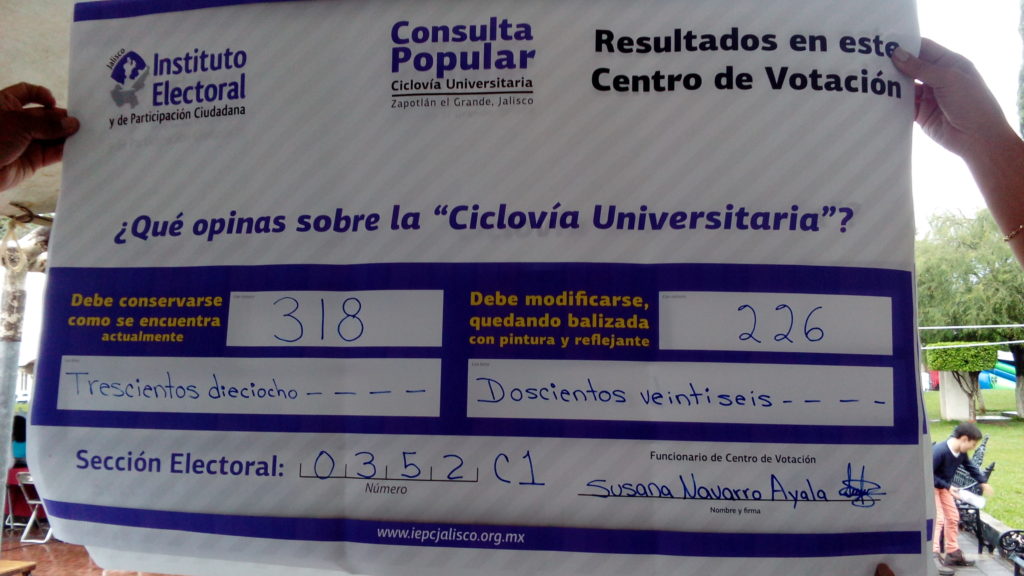 Jalisco
Instituto
Electoral
y de Participación Ciudadana
Consulta
Popular
Ciclovía Universitaria
Zapotlán el Grande, Jalisco
Resultados en este
Centro de Votación
¿Qué opinas sobre la “Ciclovía Universitaria”?
Debe conservarse
como se encuentra
actualmente
318
Trescientos dieciocho - - - -
Debe modificarse,
quedando balizada
con pintura y reflejante
226
Doscientos veintiseis - - - -
Sección Electoral: 0 3 5 2 C1
Número
Funcionario de Centro de Votación
Susana Navarro Ayala
Nombre y firma
www.iepcjalisco.org.mx